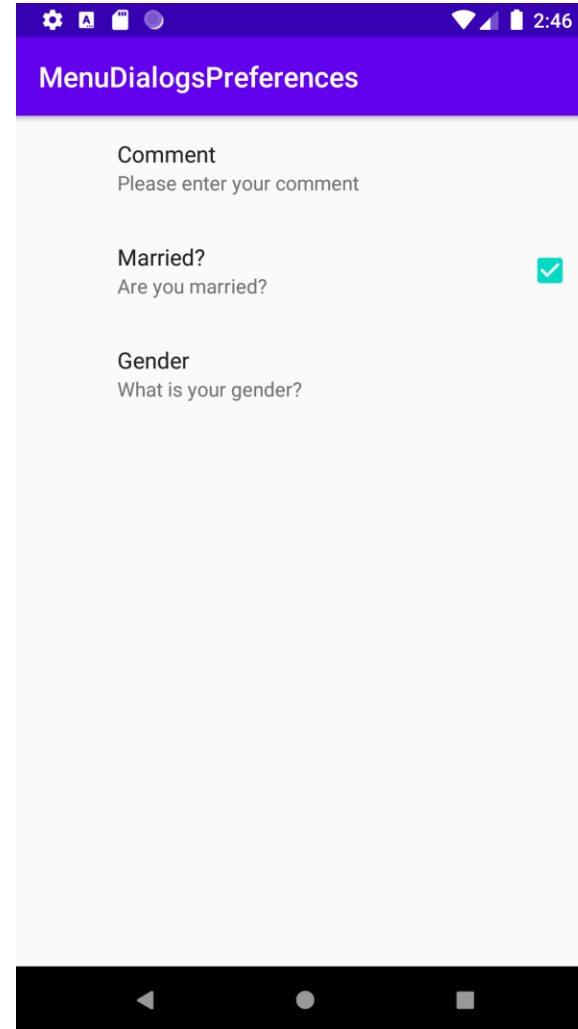 2:46
MenuDialogsPreferences
Comment
Please enter your comment
Married?
Are you married?
Gender
What is your gender?